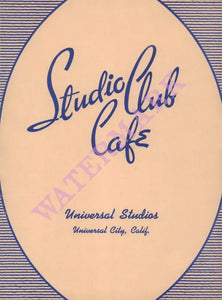 Studio Club
Cafe
WATERMARK
Universal Studios
Universal City, Calif.